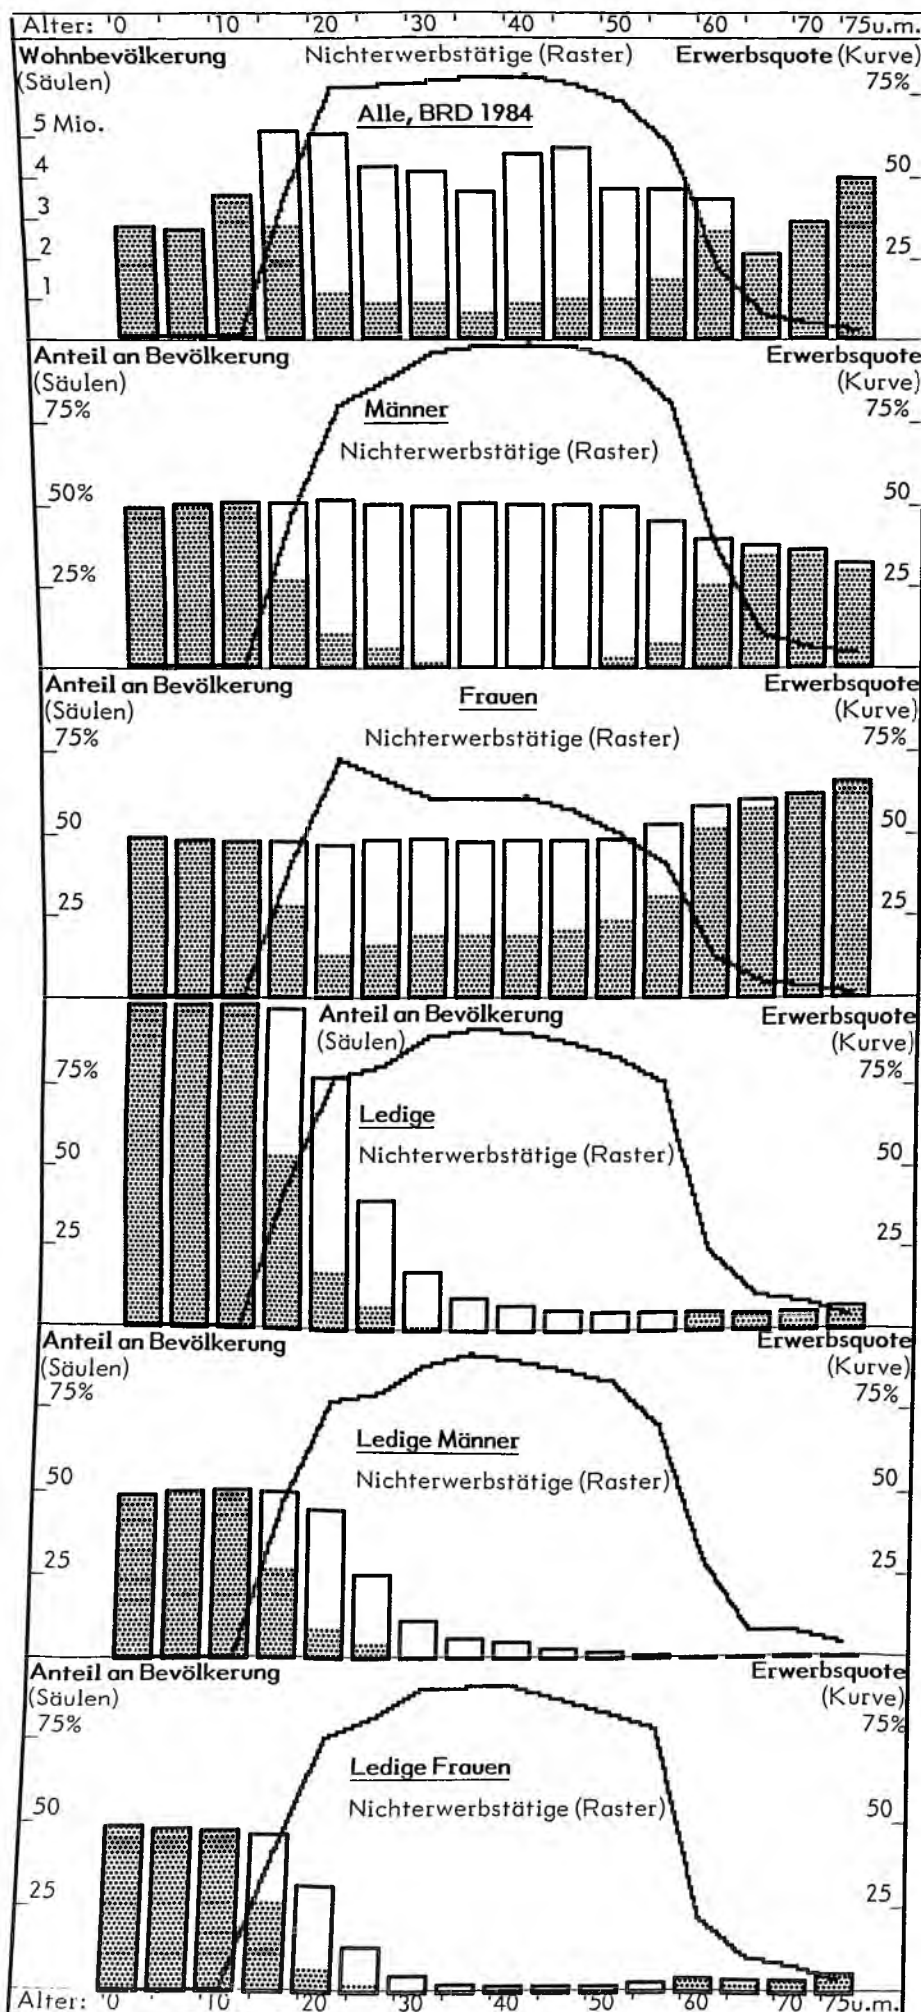 Alter: 0 10 20 30 40 50 60 '70 75u.m.
Wohnbevölkerung Nichterwerbstätige (Raster) Erwerbsquote (Kurve)
(Säulen) 75%
Alle, BRD 1984
5 Mio.
4 50
3
2 25
1
Anteil an Bevölkerung Erwerbsquote
(Säulen) (Kurve)
75% Männer 75%
Nichterwerbstätige (Raster)
50% 50
25% 25
Anteil an Bevölkerung Frauen Erwerbsquote
(Säulen) (Kurve)
75% Nichterwerbstätige (Raster) 75%
50 50
25 25
Anteil an Bevölkerung Erwerbsquote
(Säulen) (Kurve)
75% 75%
Ledige
Nichterwerbstätige (Raster)
50 50
25 25
Anteil an Bevölkerung Erwerbsquote
(Säulen) (Kurve)
75% 75%
Ledige Männer
Nichterwerbstätige (Raster)
50 50
25 25
Anteil an Bevölkerung Erwerbsquote
(Säulen) (Kurve)
75% 75%
Ledige Frauen
Nichterwerbstätige (Raster)
50 50
25 25
Alter: '0 '10 20 30 40 50 60 70 75u.m.